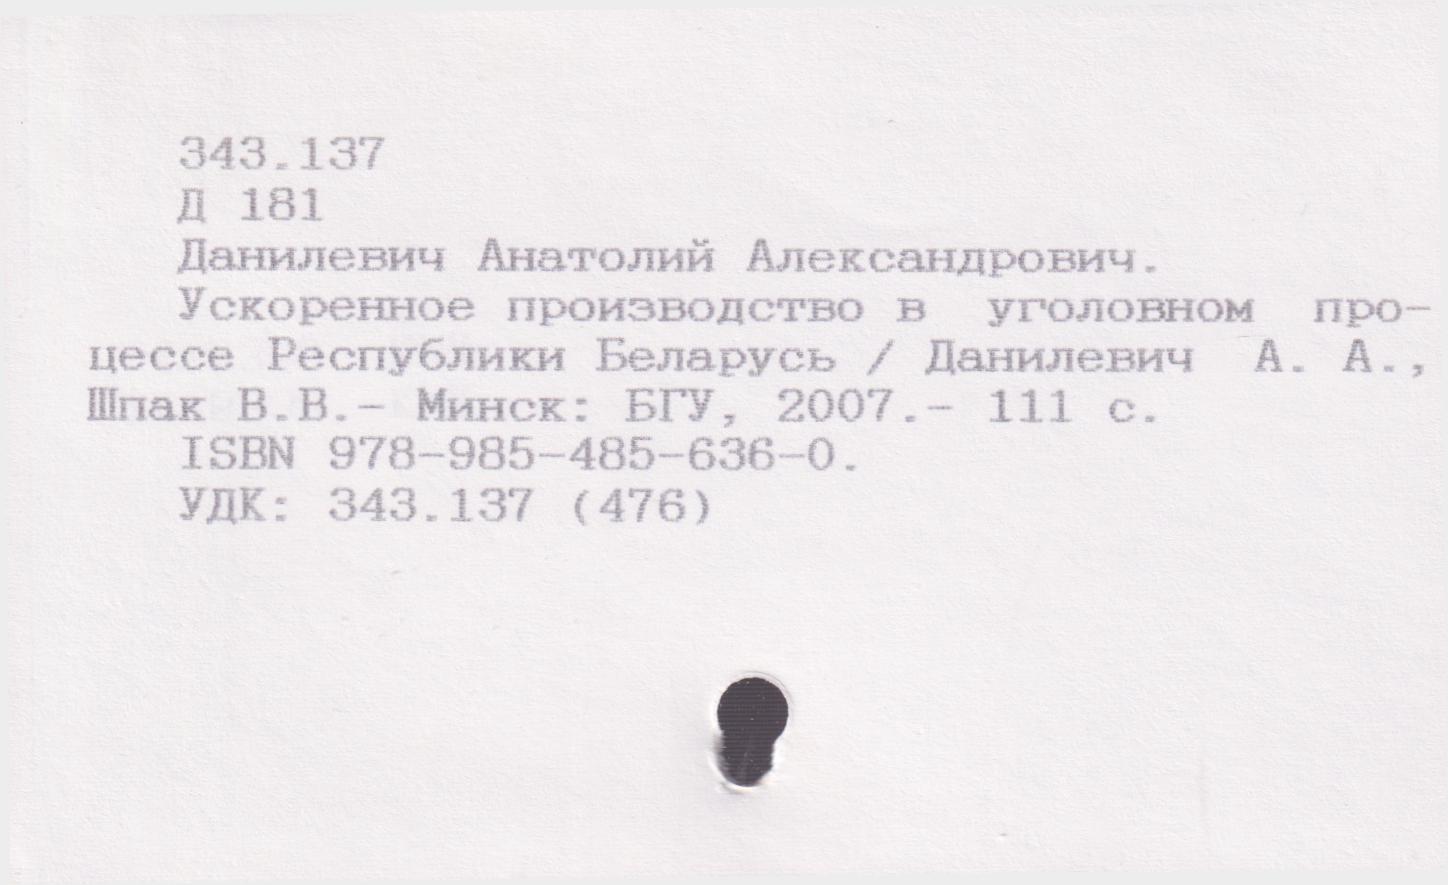 343.137
Д 181
Данилевич Анатолий Александрович.
Ускоренное производство в уголовном про-
цессе Республики Беларусь / Данилевич А. А.,
Шпак В.В.- Минск: БГУ, 2007.- 111 с.
ISBN 978-985-485-636-0.
УДК: 343.137 (476)